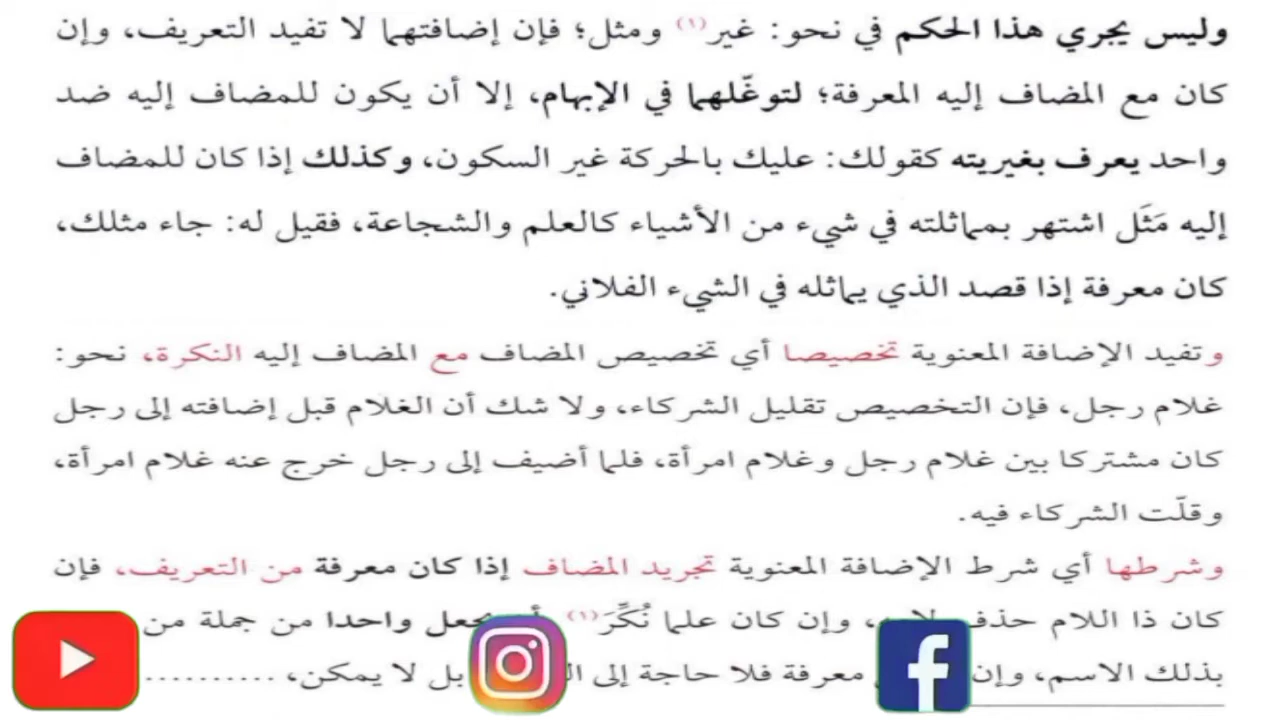 وليس يجري هذا الحكم في نحو: غير(١) ومثل؛ فإن إضافتهما لا تفيد التعريف، وإن
كان مع المضاف إليه المعرفة؛ لتوغّلهما في الإبهام، إلا أن يكون للمضاف إليه ضد
واحد يعرف بغيريته كقولك: عليك بالحركة غير السكون، وكذلك إذا كان للمضاف
إليه مَثَل اشتهر بمماثلته في شيء من الأشياء كالعلم والشجاعة، فقيل له: جاء مثلك،
كان معرفة إذا قصد الذي يماثله في الشيء الفلاني.
وتفيد الإضافة المعنوية تخصيصا أي تخصيص المضاف مع المضاف إليه النكرة، نحو:
غلام رجل، فإن التخصيص تقليل الشركاء، ولا شك أن الغلام قبل إضافته إلى رجل
كان مشتركا بين غلام رجل وغلام امرأة، فلما أضيف إلى رجل خرج عنه غلام امرأة،
وقلّت الشركاء فيه.
وشرطها أي شرط الإضافة المعنوية تجريد المضاف إذا كان معرفة من التعريف، فإن
كان ذا اللام حذف وإن كان علما نُكِّرَ(١) واحدا من جملة من
بذلك الاسم، وإن معرفة فلا حاجة إلى بل لا يمكن، ..........